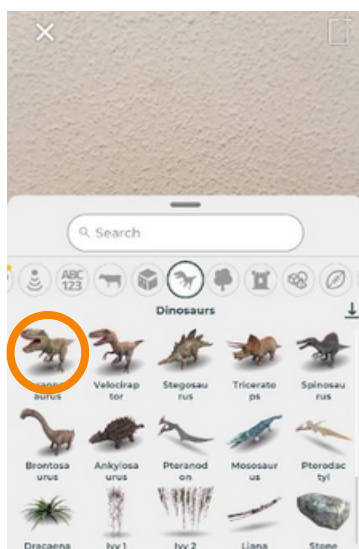 Search
ABC
123
Dinosaurs
Velocirap
tor
Stegosau
rus
Tricerato
ps
Spinosau
rus
aurus
Brontosa
urus
Ankylosa
urus
Pteranod
on
Mososaur
us
Pterodac
tyl
Dracaena
Ivy 1
Ivy 2
Liana
Stone